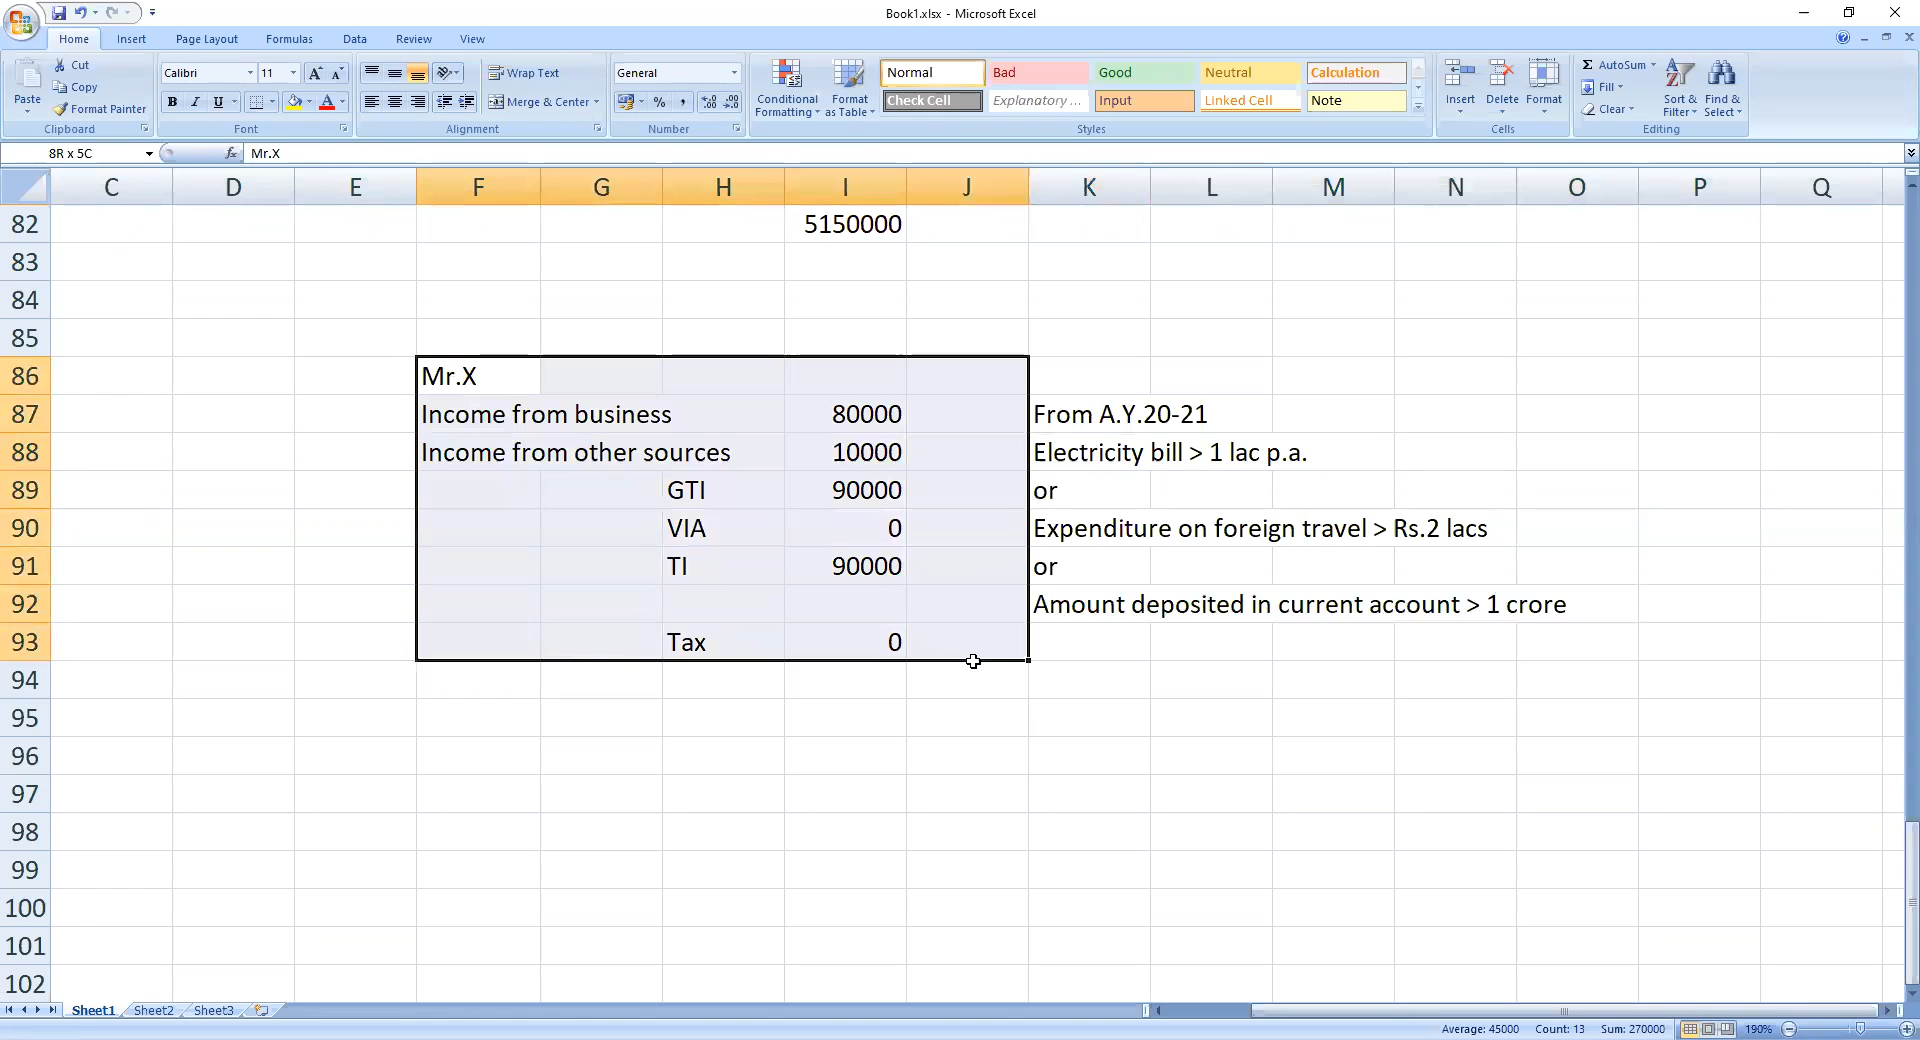 Book1.xlsx - Microsoft Excel
Home Insert Page Layout Formulas Data Review View
Paste
Cut
Copy
Format Painter
Clipboard
Calibri 11
Font
Wrap Text
Merge & Center
Alignment
General
Number
Conditional Formatting
Format as Table
Normal Bad Good Neutral Calculation
Check Cell Explanatory ... Input Linked Cell Note
Styles
Insert Delete Format
Cells
Σ AutoSum
Fill
Clear
Sort & Filter
Find & Select
Editing
8R x 5C fx Mr.X
C D E F G H I J K L M N O P Q
82 5150000
83
84
85
86 Mr.X
87 Income from business 80000 From A.Y.20-21
88 Income from other sources 10000 Electricity bill > 1 lac p.a.
89 GTI 90000 or
90 VIA 0 Expenditure on foreign travel > Rs.2 lacs
91 TI 90000 or
92 Amount deposited in current account > 1 crore
93 Tax 0
94
95
96
97
98
99
100
101
102
Sheet1 Sheet2 Sheet3
Average: 45000 Count: 13 Sum: 270000 190%